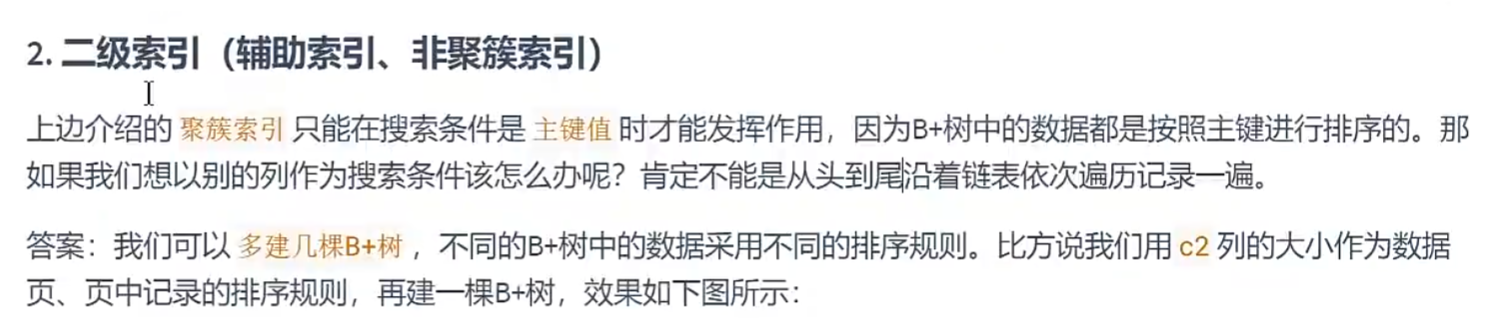 2. 二级索引（辅助索引、非聚簇索引）
上边介绍的 聚簇索引 只能在搜索条件是 主键值 时才能发挥作用，因为B+树中的数据都是按照主键进行排序的。那
如果我们想以别的列作为搜索条件该怎么办呢？肯定不能是从头到尾沿着链表依次遍历记录一遍。
答案：我们可以 多建几棵B+树 ，不同的B+树中的数据采用不同的排序规则。比方说我们用 c2 列的大小作为数据
页、页中记录的排序规则，再建一棵B+树，效果如下图所示：